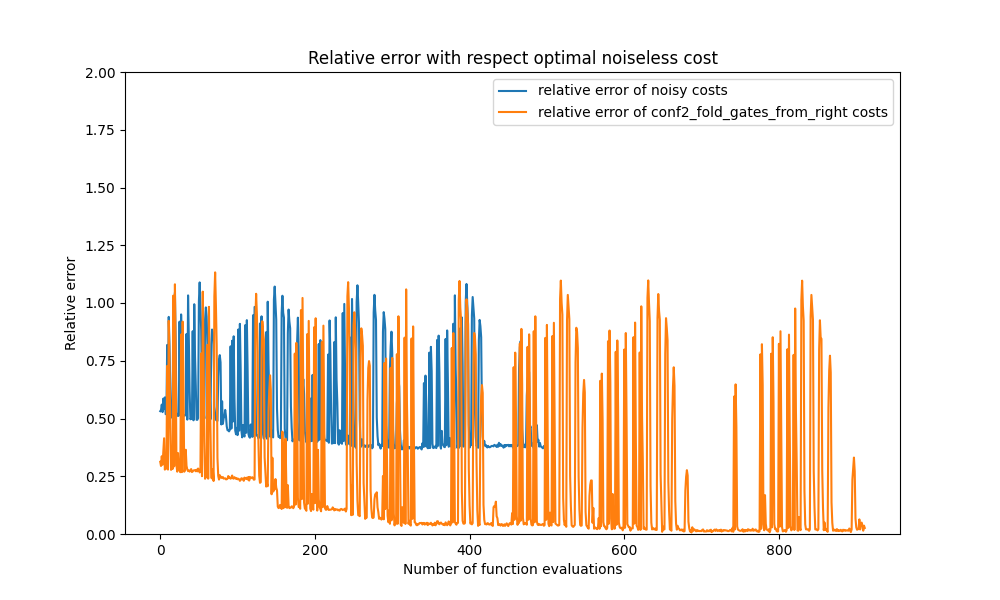 Relative error with respect optimal noiseless cost
relative error of noisy costs
relative error of conf2_fold_gates_from_right costs
Relative error
2.00
1.75
1.50
1.25
1.00
0.75
0.50
0.25
0.00
0
200
400
600
800
Number of function evaluations